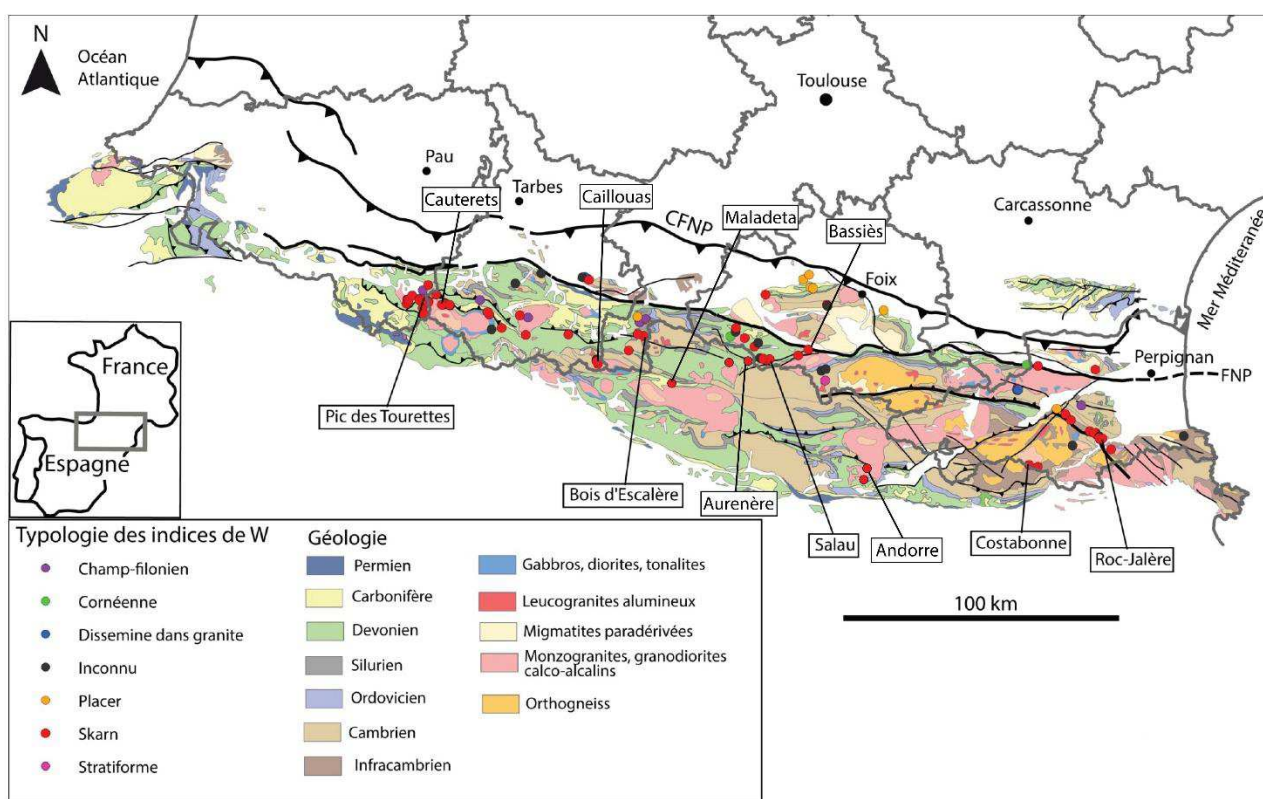 N
Océan
Atlantique
Toulouse
Pau
Cauterets
Tarbes
Caillouas
CFNP
Maladeta
Bassiès
Carcassonne
Foix
Mer Méditeranée
Perpignan
FNP
France
Espagne
Pic des Tourettes
Bois d'Escalère
Aurenère
Salau
Andorre
Costabonne
Roc-Jalère
100 km
Typologie des indices de W
Champ-filonien
Cornéenne
Dissemine dans granite
Inconnu
Placer
Skarn
Stratiforme
Géologie
Permien
Carbonifère
Devonien
Silurien
Ordovicien
Cambrien
Infracambrien
Gabbros, diorites, tonalites
Leucogranites alumineux
Migmatites paradérivées
Monzogranites, granodiorites
calco-alcalins
Orthogneiss